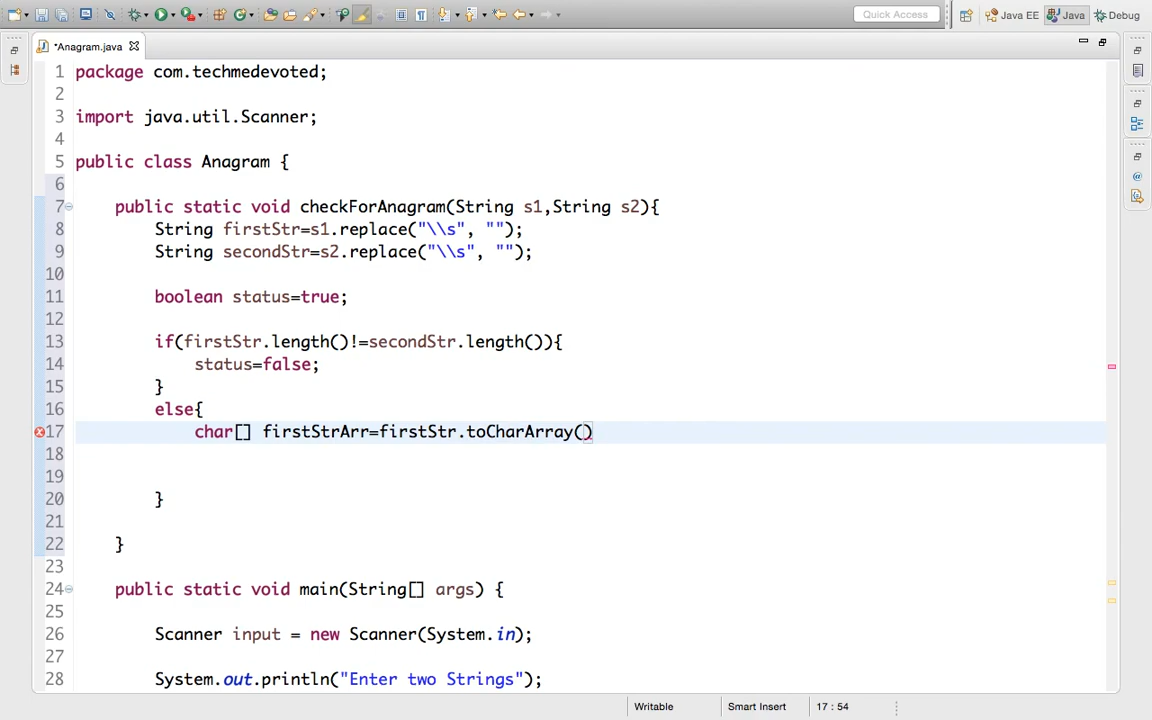 Quick Access
Java EE
Java
Debug
*Anagram.java
1 package com.techmedevoted;
2
3 import java.util.Scanner;
4
5 public class Anagram {
6
7 public static void checkForAnagram(String s1,String s2){
8 String firstStr=s1.replace("\\s", "");
9 String secondStr=s2.replace("\\s", "");
10
11 boolean status=true;
12
13 if(firstStr.length()!=secondStr.length()){
14 status=false;
15 }
16 else{
17 char[] firstStrArr=firstStr.toCharArray()
18
19
20 }
21
22 }
23
24 public static void main(String[] args) {
25
26 Scanner input = new Scanner(System.in);
27
28 System.out.println("Enter two Strings");
Writable
Smart Insert
17 : 54